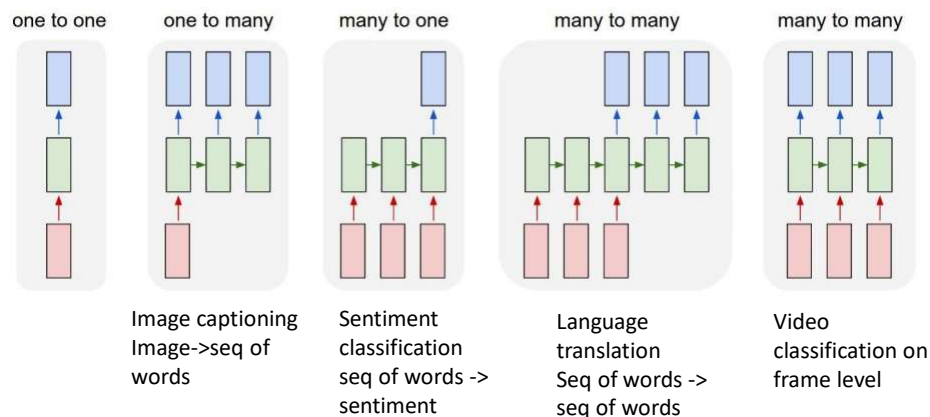 one to one
one to many
many to one
many to many
many to many
Image captioning
Image->seq of
words
Sentiment
classification
seq of words ->
sentiment
Language
translation
Seq of words ->
seq of words
Video
classification on
frame level